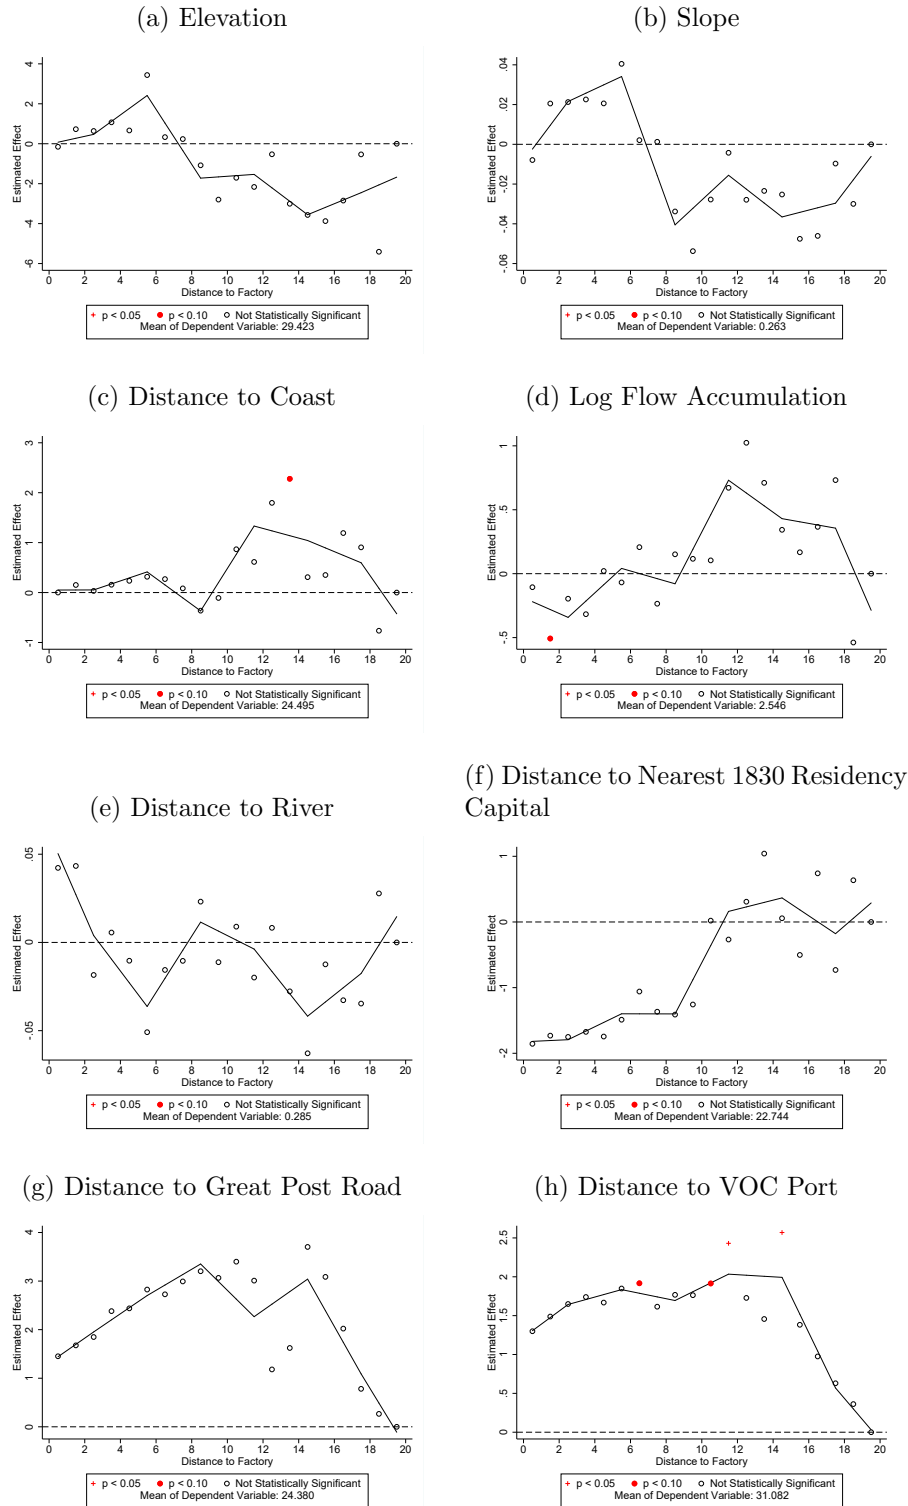 (a) Elevation
(b) Slope
Estimated Effect
4
2
0
-2
-4
-6
0 2 4 6 8 10 12 14 16 18 20
Distance to Factory
p < 0.05 p < 0.10 Not Statistically Significant
Mean of Dependent Variable: 29.423
Estimated Effect
.04
.02
0
-.02
-.04
-.06
0 2 4 6 8 10 12 14 16 18 20
Distance to Factory
p < 0.05 p < 0.10 Not Statistically Significant
Mean of Dependent Variable: 0.263
(c) Distance to Coast
(d) Log Flow Accumulation
Estimated Effect
3
2
1
0
-1
0 2 4 6 8 10 12 14 16 18 20
Distance to Factory
p < 0.05 p < 0.10 Not Statistically Significant
Mean of Dependent Variable: 24.495
Estimated Effect
1
.5
0
-.5
0 2 4 6 8 10 12 14 16 18 20
Distance to Factory
p < 0.05 p < 0.10 Not Statistically Significant
Mean of Dependent Variable: 2.546
(e) Distance to River
(f) Distance to Nearest 1830 Residency
Capital
Estimated Effect
.05
0
-.05
0 2 4 6 8 10 12 14 16 18 20
Distance to Factory
p < 0.05 p < 0.10 Not Statistically Significant
Mean of Dependent Variable: 0.285
Estimated Effect
1
0
-1
-2
0 2 4 6 8 10 12 14 16 18 20
Distance to Factory
p < 0.05 p < 0.10 Not Statistically Significant
Mean of Dependent Variable: 22.744
(g) Distance to Great Post Road
(h) Distance to VOC Port
Estimated Effect
4
3
2
1
0
0 2 4 6 8 10 12 14 16 18 20
Distance to Factory
p < 0.05 p < 0.10 Not Statistically Significant
Mean of Dependent Variable: 24.380
Estimated Effect
2.5
2
1.5
1
.5
0
0 2 4 6 8 10 12 14 16 18 20
Distance to Factory
p < 0.05 p < 0.10 Not Statistically Significant
Mean of Dependent Variable: 31.082